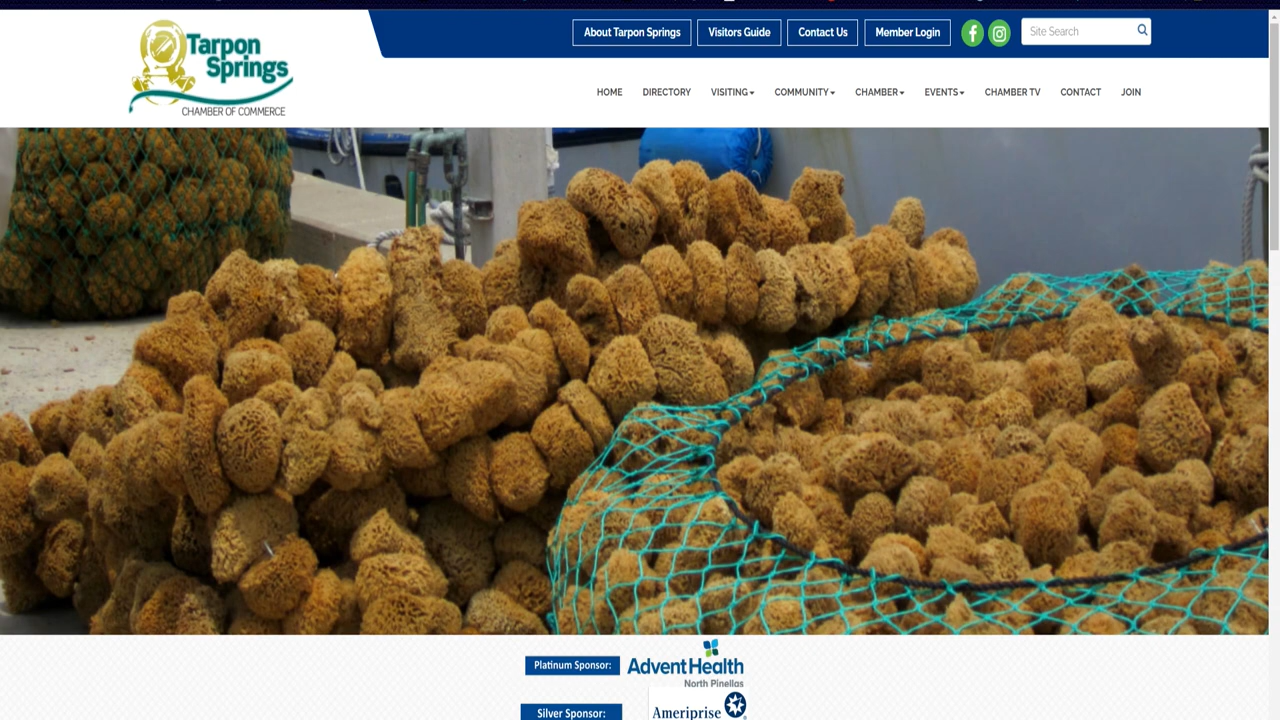 About Tarpon Springs
Visitors Guide
Contact Us
Member Login
Site Search
Tarpon
Springs
CHAMBER OF COMMERCE
HOME
DIRECTORY
VISITING
COMMUNITY
CHAMBER
EVENTS
CHAMBER TV
CONTACT
JOIN
Platinum Sponsor:
AdventHealth
North Pinellas
Silver Sponsor:
Ameriprise